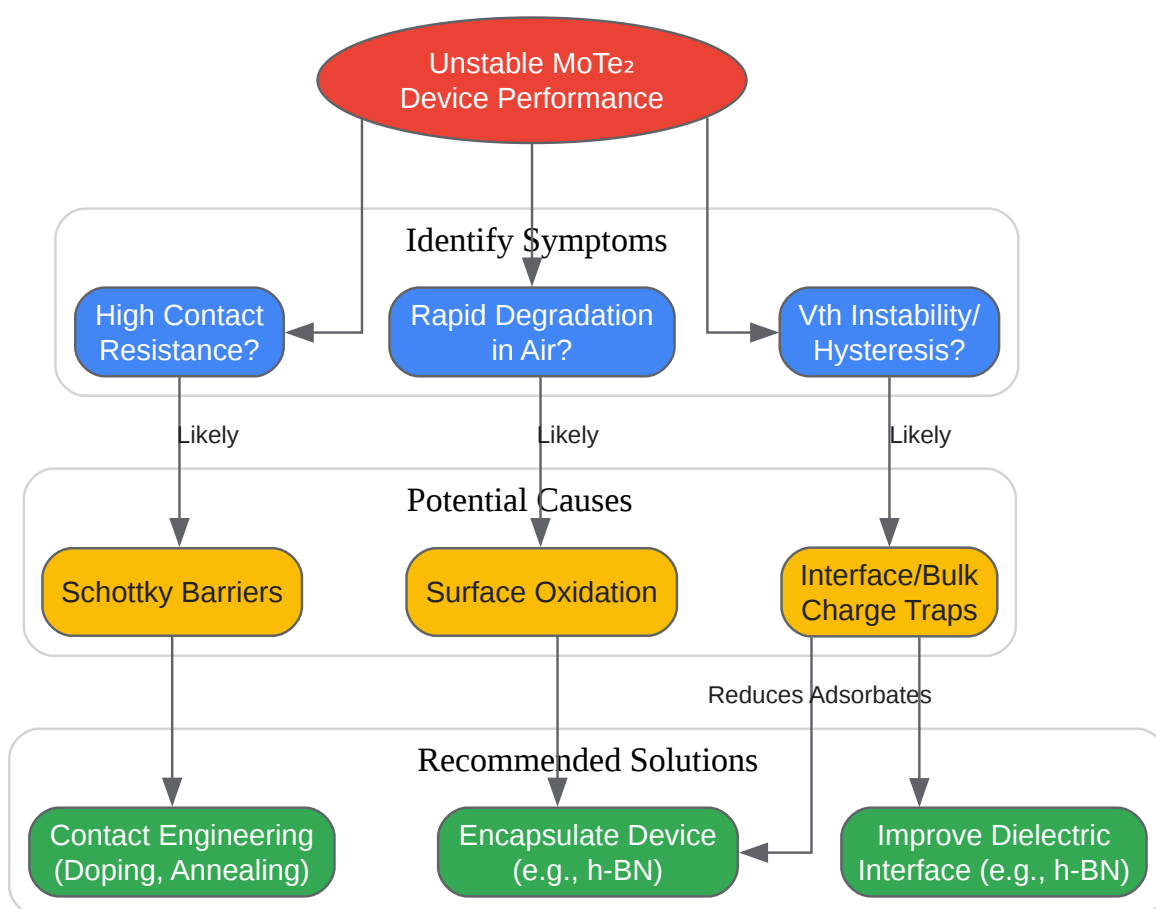 Unstable MoTe₂
Device Performance
Identify Symptoms
High Contact
Resistance?
Rapid Degradation
in Air?
Vth Instability/
Hysteresis?
Likely
Likely
Likely
Potential Causes
Schottky Barriers
Surface Oxidation
Interface/Bulk
Charge Traps
Reduces Adsorbates
Recommended Solutions
Contact Engineering
(Doping, Annealing)
Encapsulate Device
(e.g., h-BN)
Improve Dielectric
Interface (e.g., h-BN)